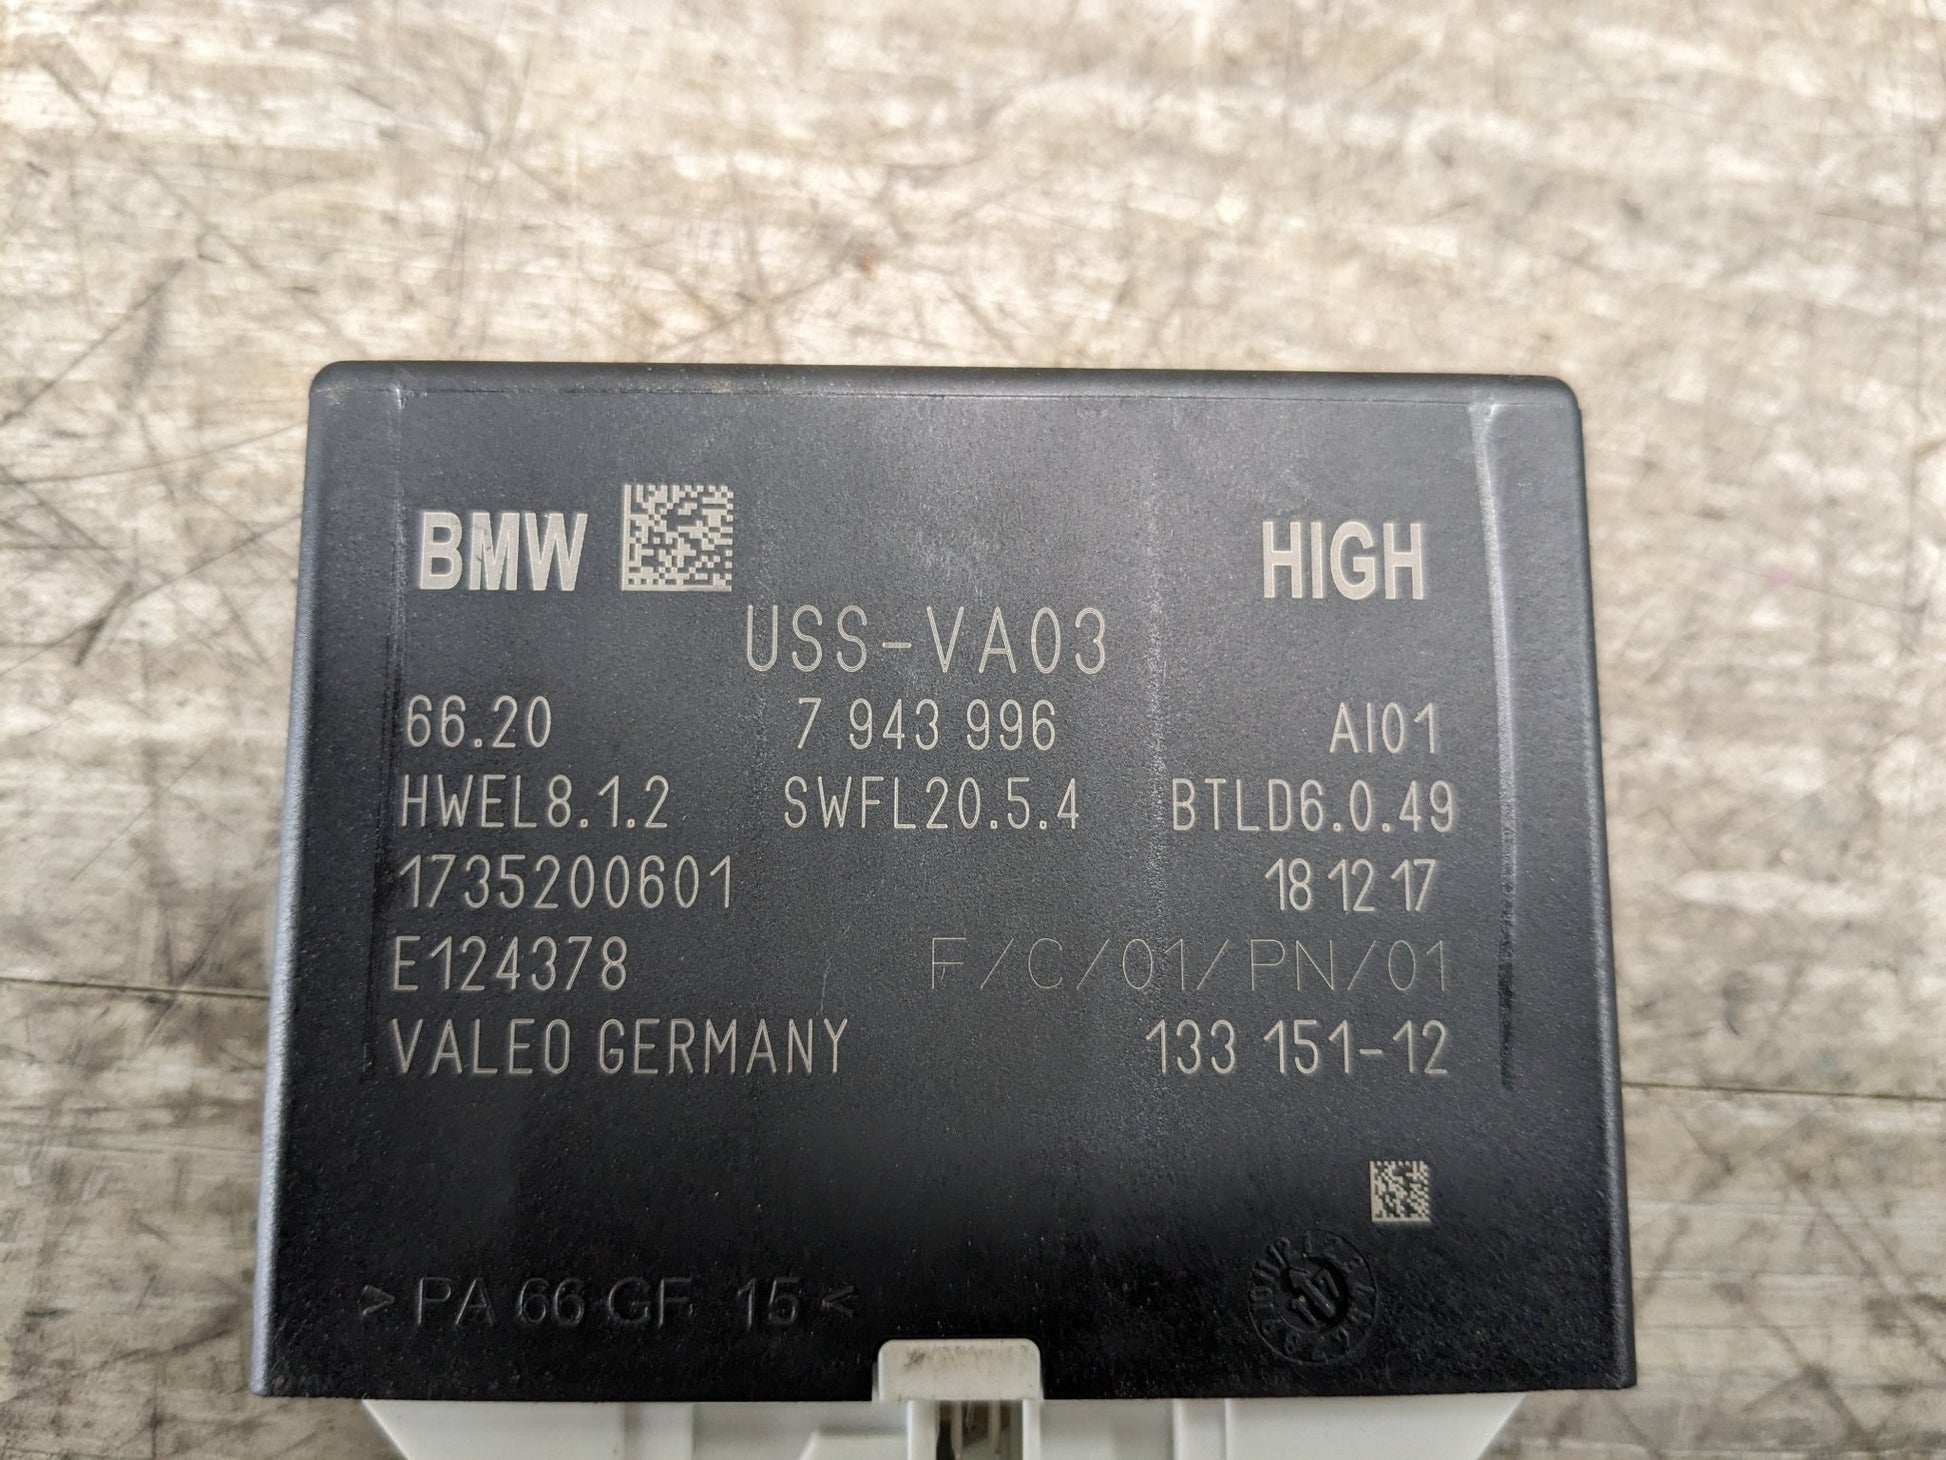 BMW HIGH
USS-VA03
66.20 7 943 996 AI01
HWEL8.1.2 SWFL20.5.4 BTLD6.0.49
1735200601 18 12 17
E124378 F/C/01/PN/01
VALEO GERMANY 133 151-12
> PA 66 GF 15 <
17